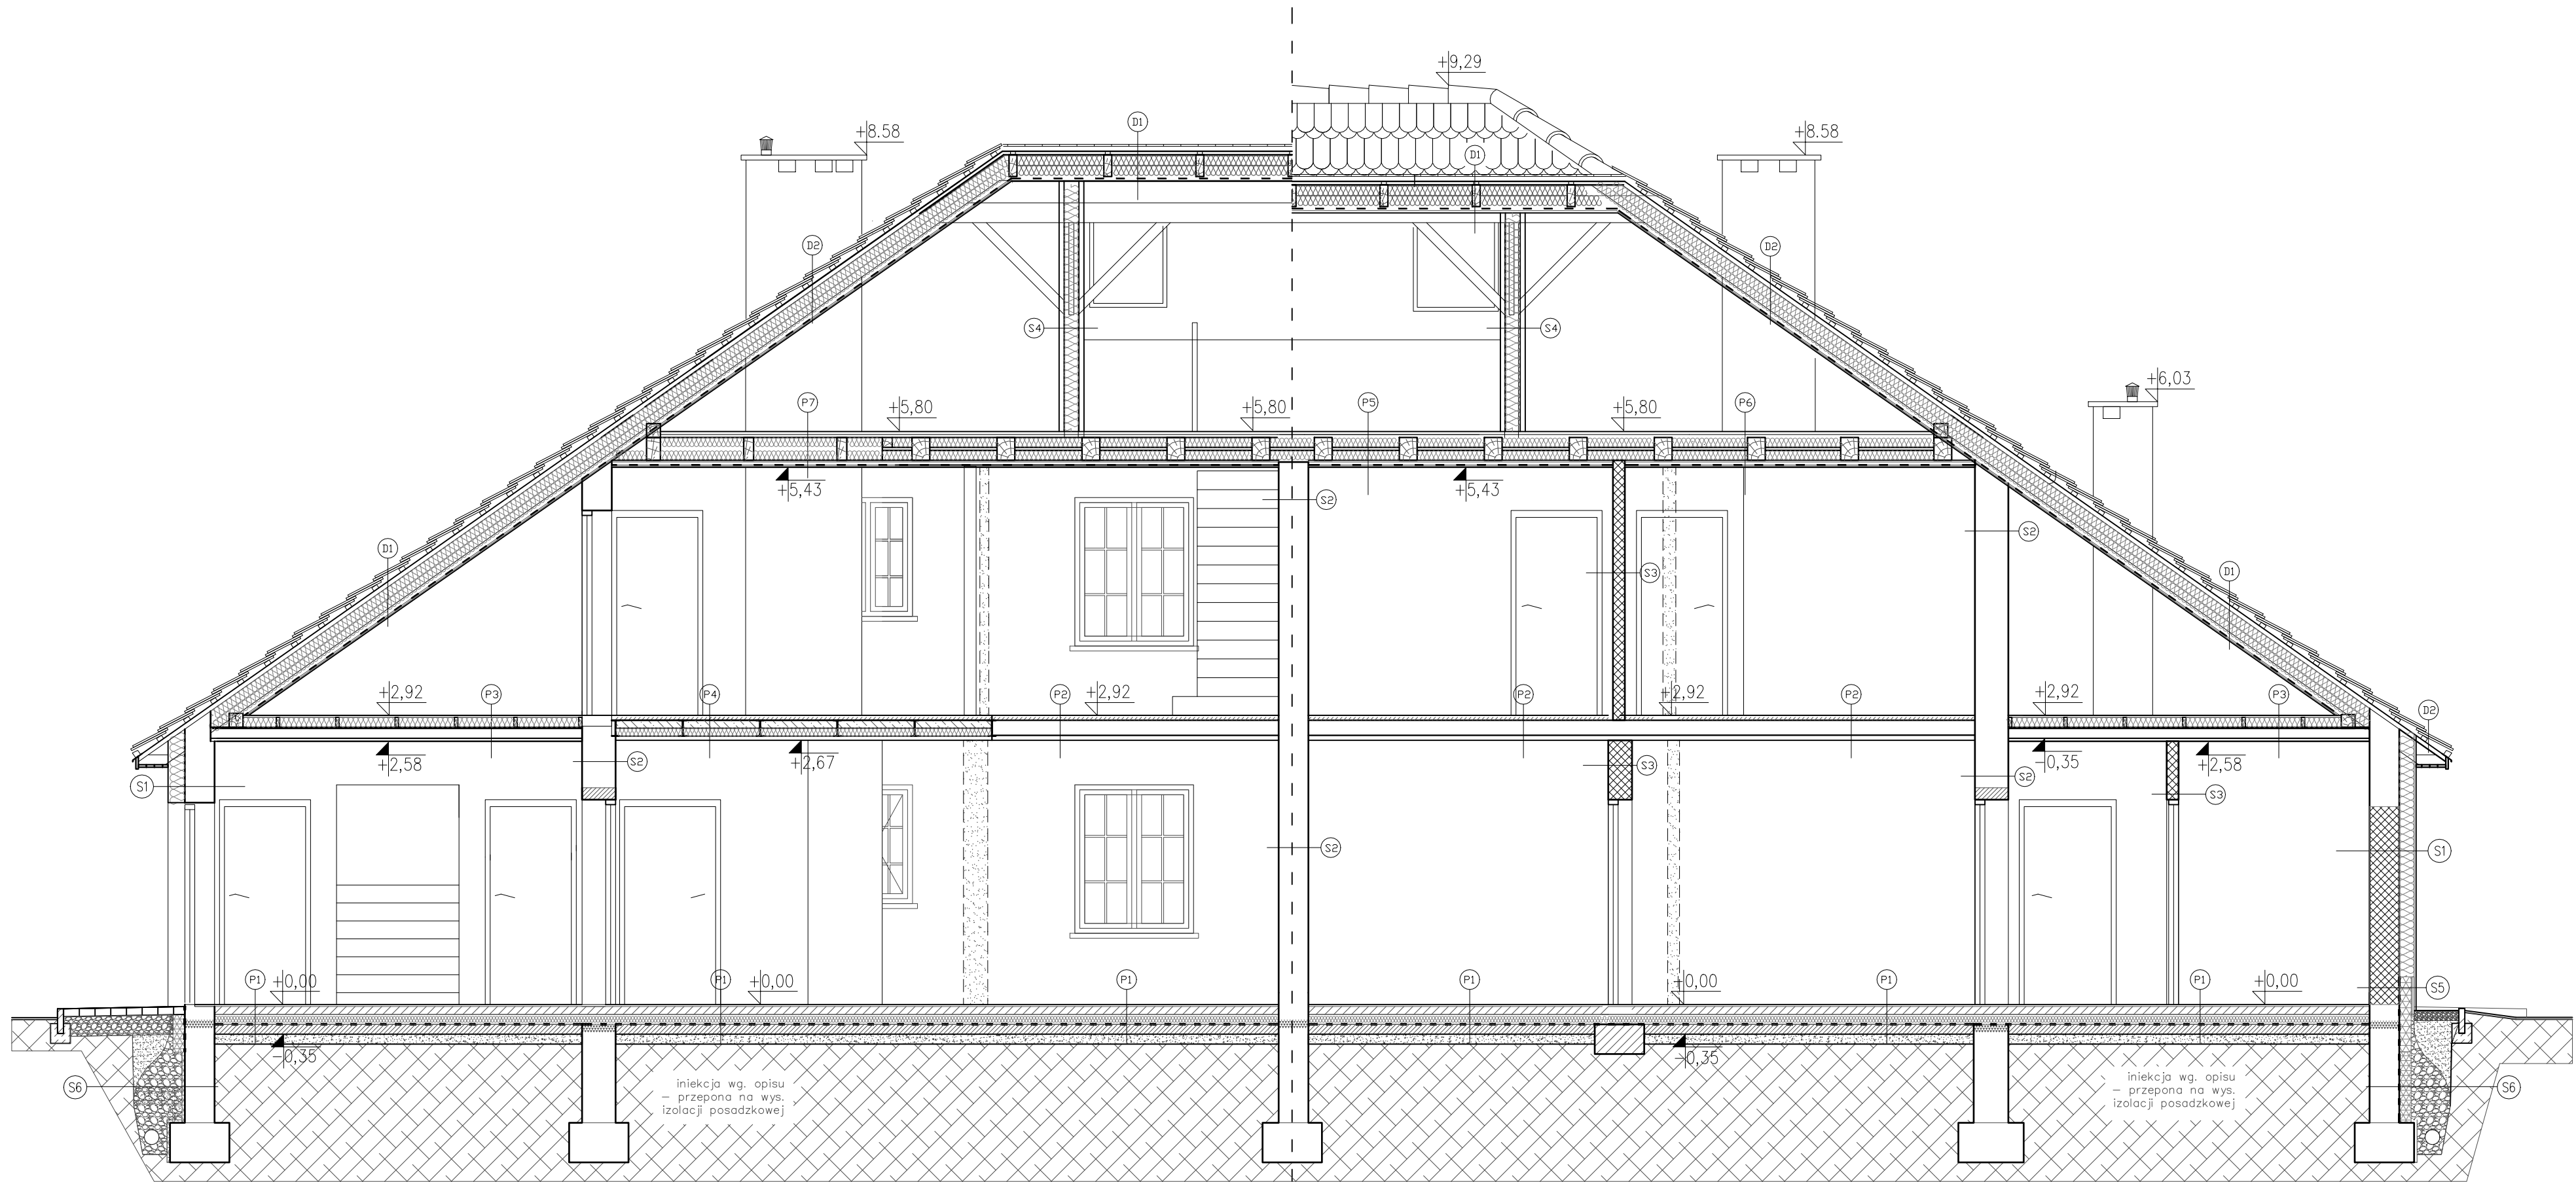 +9,29
D1
+8.58
+8.58
D1
D2
D2
S4
S4
+6,03
P7
+5,80
+5,80
P5
+5,80
P6
+5,43
+5,43
S2
S2
D1
S3
D1
+2,92
P3
P4
P2
+2,92
P2
+2,92
P2
+2,92
P3
D2
+2,58
S2
+2,67
S3
S2
-0,35
+2,58
S1
S3
S2
S1
P1
+0,00
P1
+0,00
P1
P1
+0,00
P1
P1
+0,00
S5
-0,35
-0,35
S6
iniekcja wg. opisu
– przepona na wys.
izolacji posadzkowej
iniekcja wg. opisu
– przepona na wys.
izolacji posadzkowej
S6